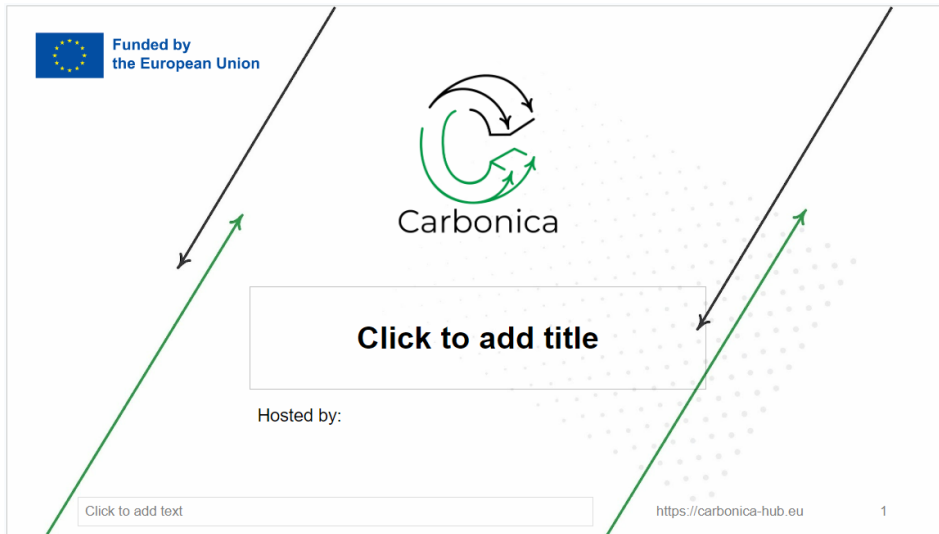 Funded by
the European Union
Carbonica
Click to add title
Hosted by:
Click to add text
https://carbonica-hub.eu
1